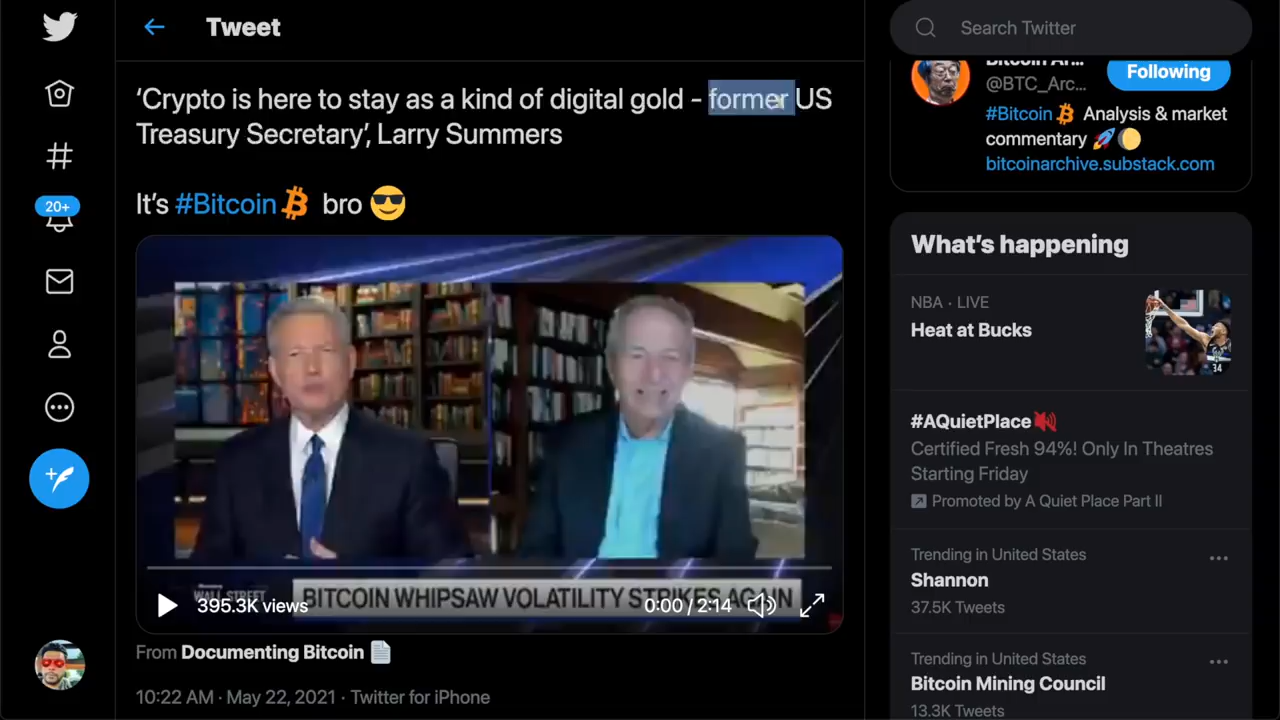 Tweet
Search Twitter
'Crypto is here to stay as a kind of digital gold - former US
Treasury Secretary', Larry Summers
It's #Bitcoin bro
BITCOIN WHIPSAW VOLATILITY STRIKES AGAIN
WALL STREET
395.3K views
0:00 / 2:14
From Documenting Bitcoin
10:22 AM · May 22, 2021 · Twitter for iPhone
20+
@BTC_Arc...
Following
#Bitcoin Analysis & market
commentary
bitcoinarchive.substack.com
What's happening
NBA · LIVE
Heat at Bucks
34
#AQuietPlace
Certified Fresh 94%! Only In Theatres
Starting Friday
Promoted by A Quiet Place Part II
Trending in United States
Shannon
37.5K Tweets
Trending in United States
Bitcoin Mining Council
13.3K Tweets